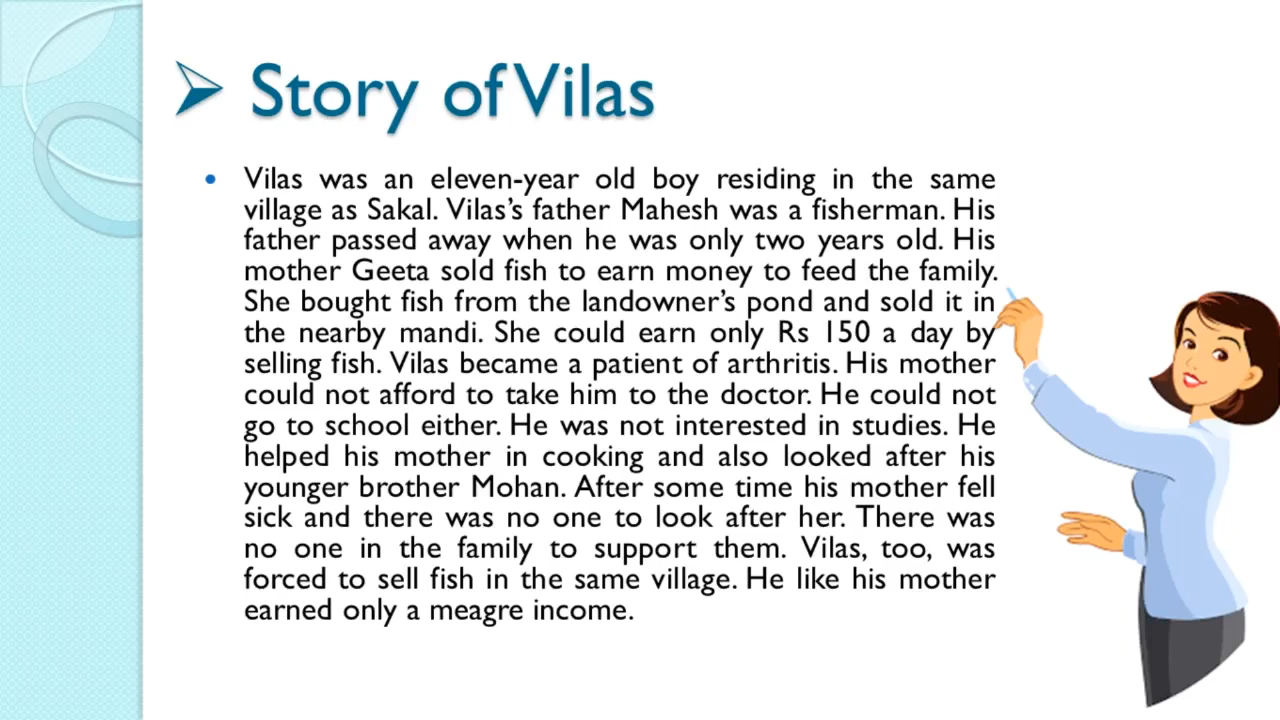 Story of Vilas
Vilas was an eleven-year old boy residing in the same
village as Sakal. Vilas’s father Mahesh was a fisherman. His
father passed away when he was only two years old. His
mother Geeta sold fish to earn money to feed the family.
She bought fish from the landowner’s pond and sold it in
the nearby mandi. She could earn only Rs 150 a day by
selling fish. Vilas became a patient of arthritis. His mother
could not afford to take him to the doctor. He could not
go to school either. He was not interested in studies. He
helped his mother in cooking and also looked after his
younger brother Mohan. After some time his mother fell
sick and there was no one to look after her. There was
no one in the family to support them. Vilas, too, was
forced to sell fish in the same village. He like his mother
earned only a meagre income.